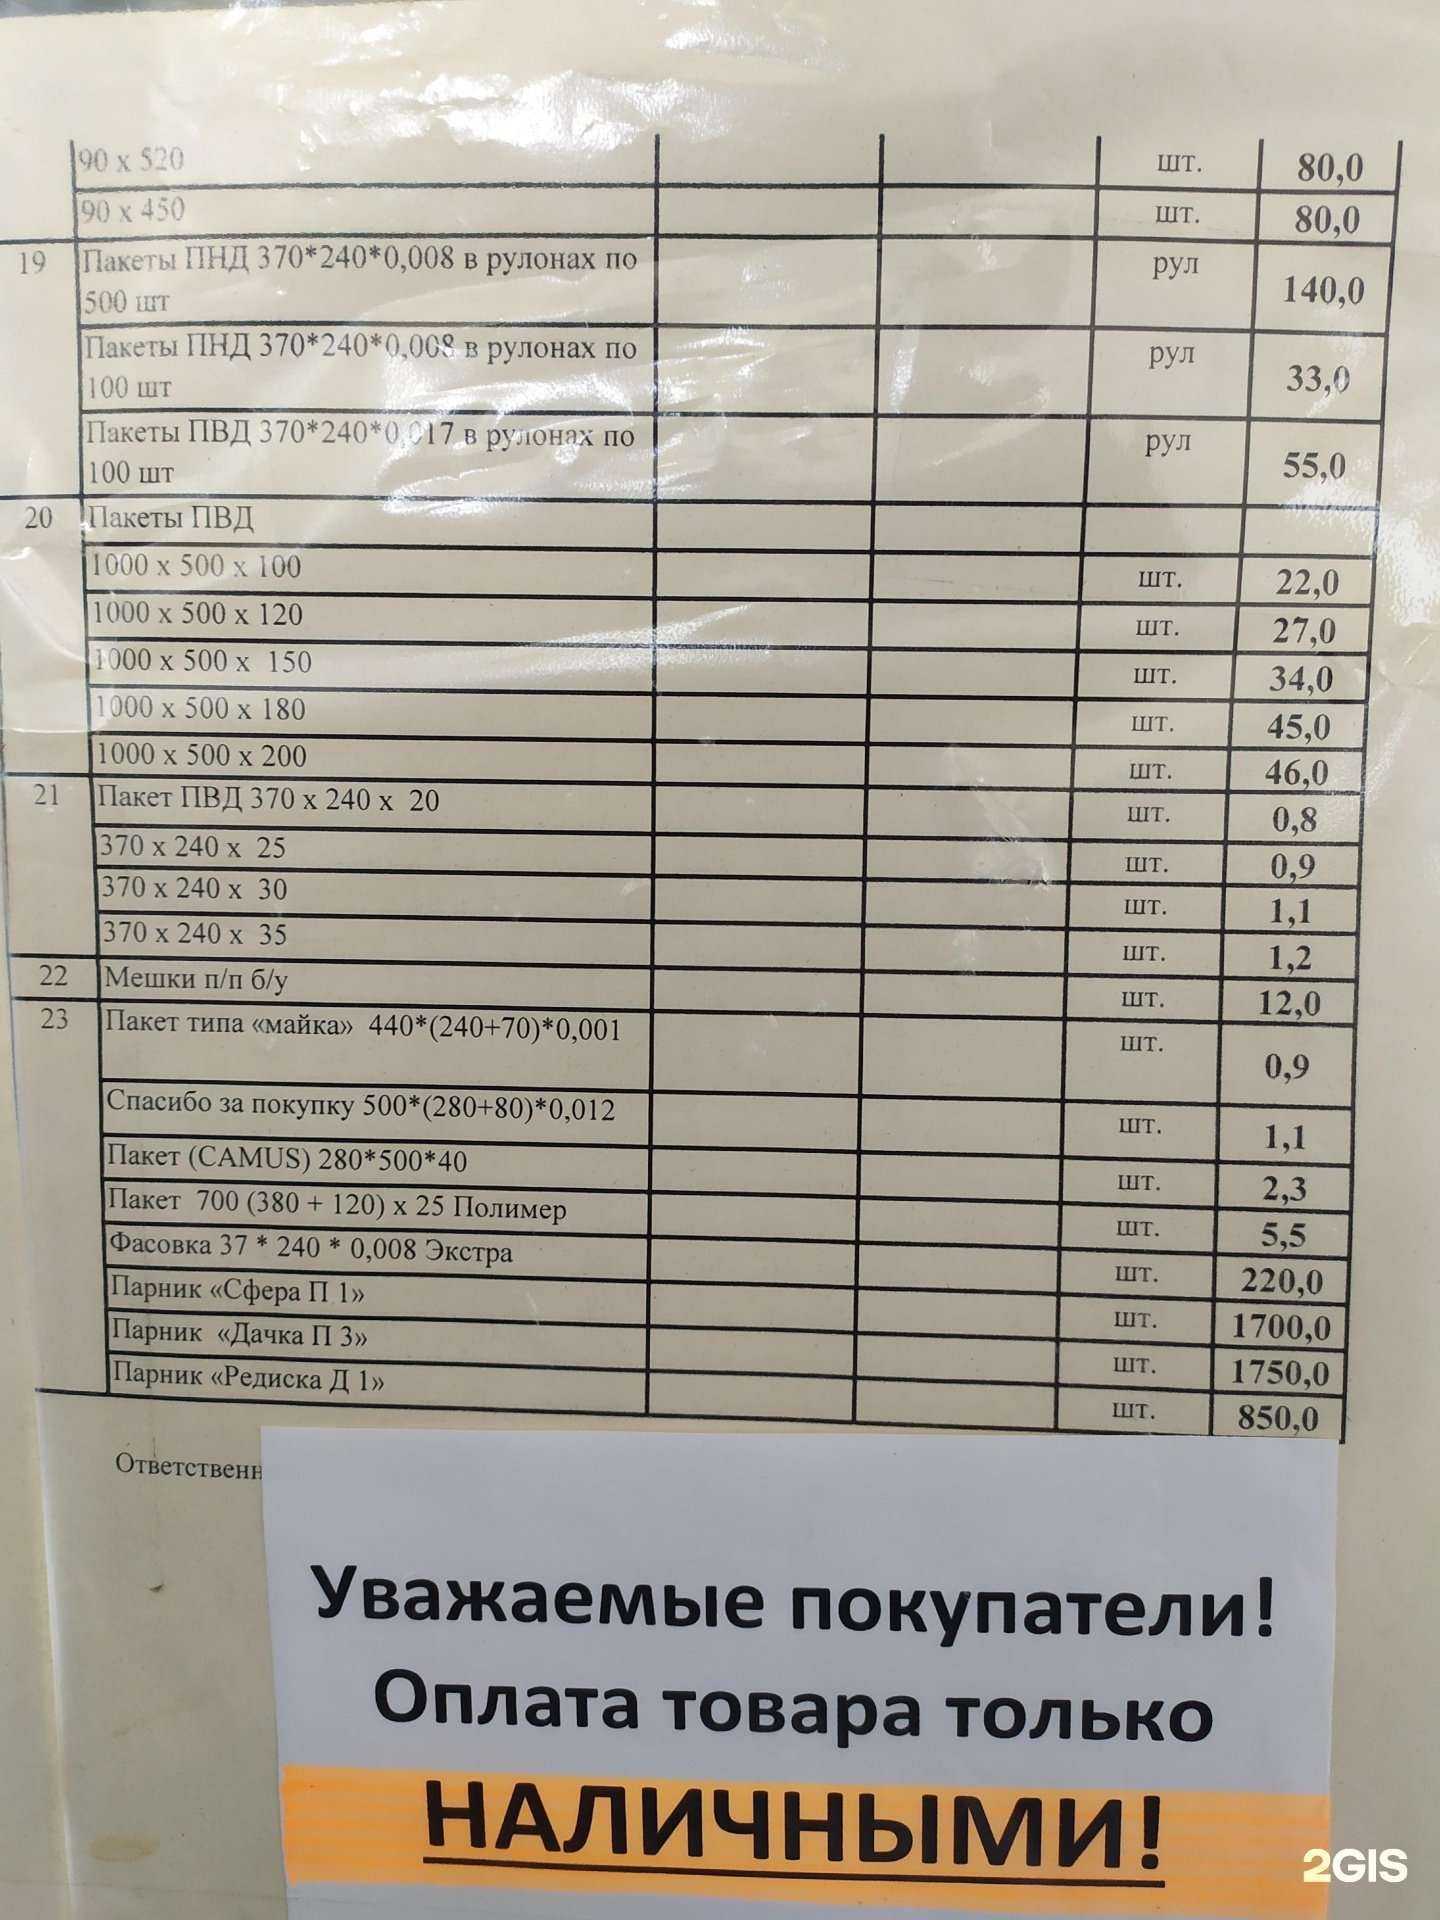 90 х 520 шт. 80,0
90 х 450 шт. 80,0
19 Пакеты ПНД 370*240*0,008 в рулонах по рул 140,0
500 шт
Пакеты ПНД 370*240*0,008 в рулонах по рул 33,0
100 шт
Пакеты ПВД 370*240*0,017 в рулонах по рул 55,0
100 шт
20 Пакеты ПВД
1000 х 500 х 100 шт. 22,0
1000 х 500 х 120 шт. 27,0
1000 х 500 х 150 шт. 34,0
1000 х 500 х 180 шт. 45,0
1000 х 500 х 200 шт. 46,0
21 Пакет ПВД 370 х 240 х 20 шт. 0,8
370 х 240 х 25 шт. 0,9
370 х 240 х 30 шт. 1,1
370 х 240 х 35 шт. 1,2
22 Мешки п/п б/у шт. 12,0
23 Пакет типа «майка» 440*(240+70)*0,001 шт. 0,9
Спасибо за покупку 500*(280+80)*0,012 шт. 1,1
Пакет (CAMUS) 280*500*40 шт. 2,3
Пакет 700 (380 + 120) х 25 Полимер шт. 5,5
Фасовка 37 * 240 * 0,008 Экстра шт. 220,0
Парник «Сфера П 1» шт. 1700,0
Парник «Дачка П 3» шт. 1750,0
Парник «Редиска Д 1» шт. 850,0
Ответственн
Уважаемые покупатели!
Оплата товара только
НАЛИЧНЫМИ!
2GIS